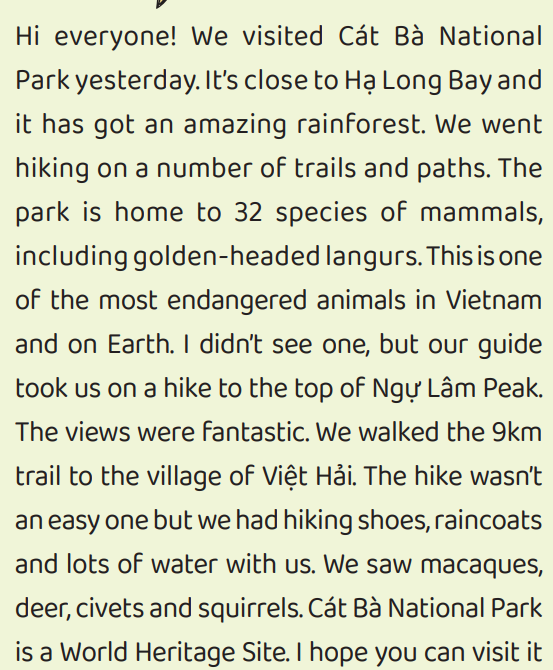 Hi everyone! We visited Cát Bà National
Park yesterday. It's close to Hạ Long Bay and
it has got an amazing rainforest. We went
hiking on a number of trails and paths. The
park is home to 32 species of mammals,
including golden-headed langurs. This is one
of the most endangered animals in Vietnam
and on Earth. I didn't see one, but our guide
took us on a hike to the top of Ngự Lâm Peak.
The views were fantastic. We walked the 9km
trail to the village of Việt Hải. The hike wasn't
an easy one but we had hiking shoes, raincoats
and lots of water with us. We saw macaques,
deer, civets and squirrels. Cát Bà National Park
is a World Heritage Site. I hope you can visit it